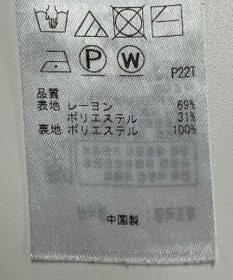 P W
P22T
品質
表地 レーヨン 69%
ポリエステル 31%
裏地 ポリエステル 100%
中国製